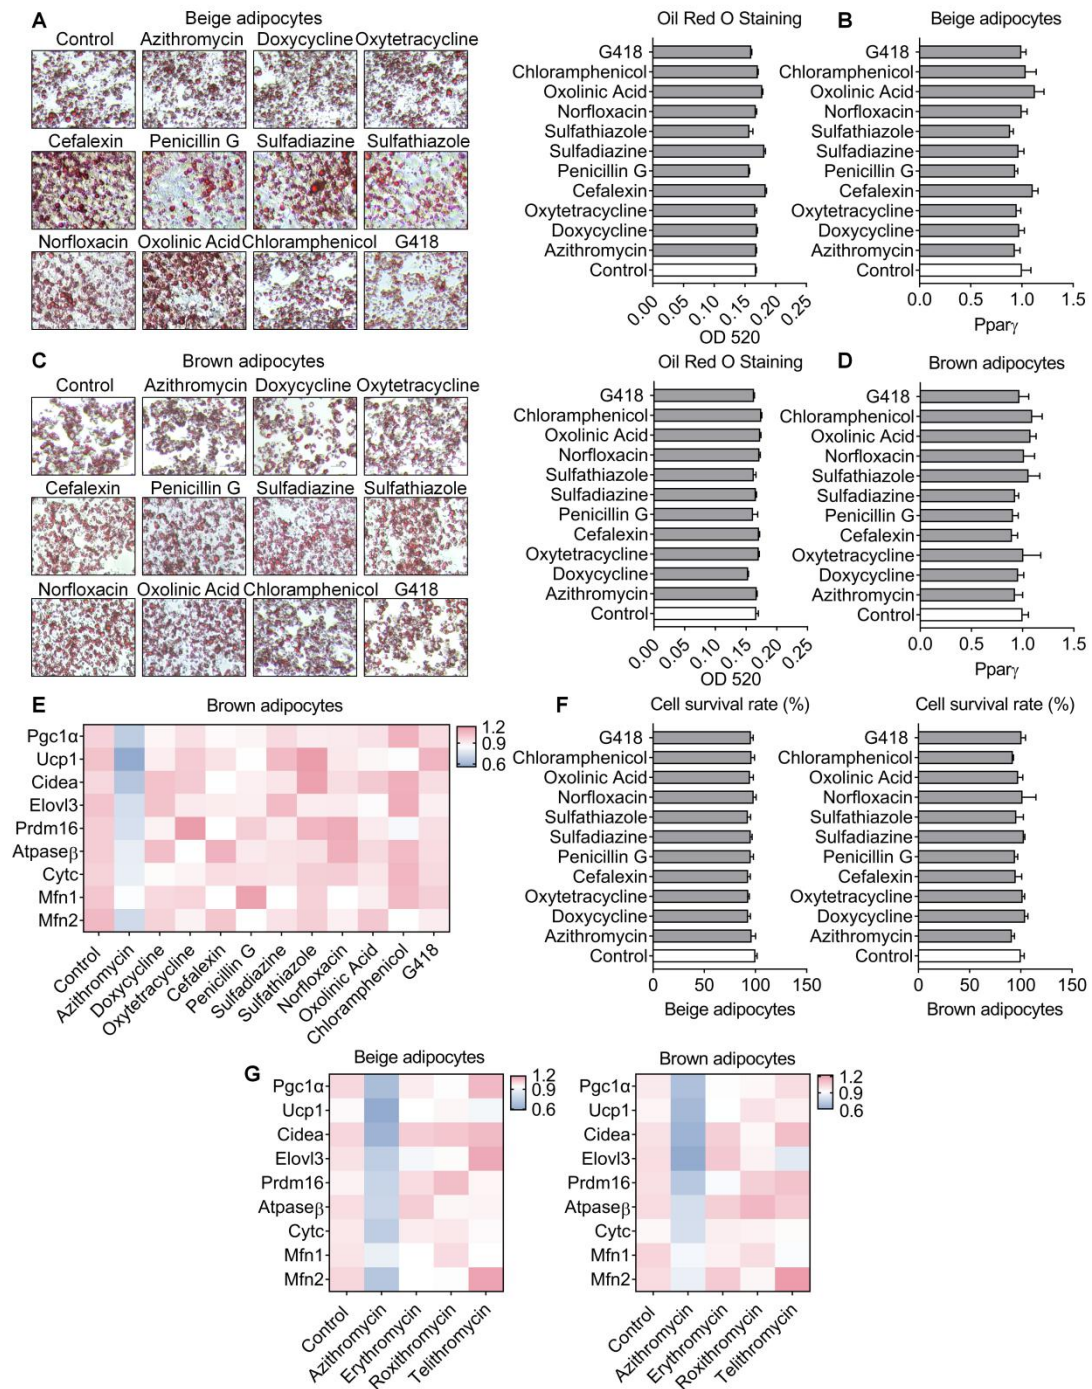 A
Beige adipocytes
Control Azithromycin Doxycycline Oxytetracycline
Cefalexin Penicillin G Sulfadiazine Sulfathiazole
Norfloxacin Oxolinic Acid Chloramphenicol G418
Oil Red O Staining
G418
Chloramphenicol
Oxolinic Acid
Norfloxacin
Sulfathiazole
Sulfadiazine
Penicillin G
Cefalexin
Oxytetracycline
Doxycycline
Azithromycin
Control
0.00 0.05 0.10 0.15 0.20 0.25
OD 520
B
Beige adipocytes
G418
Chloramphenicol
Oxolinic Acid
Norfloxacin
Sulfathiazole
Sulfadiazine
Penicillin G
Cefalexin
Oxytetracycline
Doxycycline
Azithromycin
Control
0.0 0.5 1.0 1.5
Pparγ
C
Brown adipocytes
Control Azithromycin Doxycycline Oxytetracycline
Cefalexin Penicillin G Sulfadiazine Sulfathiazole
Norfloxacin Oxolinic Acid Chloramphenicol G418
Oil Red O Staining
G418
Chloramphenicol
Oxolinic Acid
Norfloxacin
Sulfathiazole
Sulfadiazine
Penicillin G
Cefalexin
Oxytetracycline
Doxycycline
Azithromycin
Control
0.00 0.05 0.10 0.15 0.20 0.25
OD 520
D
Brown adipocytes
G418
Chloramphenicol
Oxolinic Acid
Norfloxacin
Sulfathiazole
Sulfadiazine
Penicillin G
Cefalexin
Oxytetracycline
Doxycycline
Azithromycin
Control
0.0 0.5 1.0 1.5
Pparγ
E
Brown adipocytes
Pgc1α
Ucp1
Cidea
Elovl3
Prdm16
Atpaseβ
Cytc
Mfn1
Mfn2
1.2
0.9
0.6
Control Azithromycin Doxycycline Oxytetracycline Cefalexin Penicillin G Sulfadiazine Sulfathiazole Norfloxacin Oxolinic Acid Chloramphenicol G418
F
Cell survival rate (%)
G418
Chloramphenicol
Oxolinic Acid
Norfloxacin
Sulfathiazole
Sulfadiazine
Penicillin G
Cefalexin
Oxytetracycline
Doxycycline
Azithromycin
Control
0 50 100 150
Beige adipocytes
Cell survival rate (%)
G418
Chloramphenicol
Oxolinic Acid
Norfloxacin
Sulfathiazole
Sulfadiazine
Penicillin G
Cefalexin
Oxytetracycline
Doxycycline
Azithromycin
Control
0 50 100 150
Brown adipocytes
G
Beige adipocytes
Pgc1α
Ucp1
Cidea
Elovl3
Prdm16
Atpaseβ
Cytc
Mfn1
Mfn2
1.2
0.9
0.6
Control Azithromycin Erythromycin Roxithromycin Telithromycin
Brown adipocytes
Pgc1α
Ucp1
Cidea
Elovl3
Prdm16
Atpaseβ
Cytc
Mfn1
Mfn2
1.2
0.9
0.6
Control Azithromycin Erythromycin Roxithromycin Telithromycin